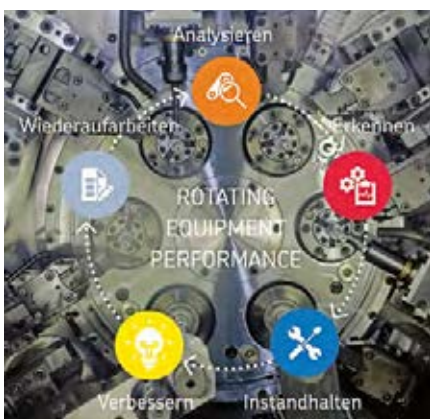 Analysieren
Wiederaufarbeiten
Erkennen
ROTATING
EQUIPMENT
PERFORMANCE
Verbessern
Instandhalten